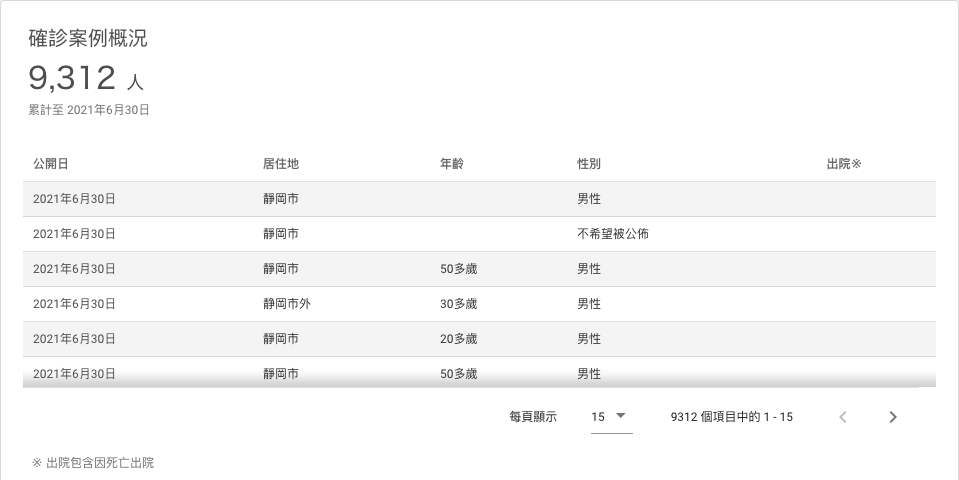 確診案例概況
9,312 人
累計至 2021年6月30日
公開日 居住地 年齡 性別 出院※
2021年6月30日 靜岡市 男性
2021年6月30日 靜岡市 不希望被公佈
2021年6月30日 靜岡市 50多歲 男性
2021年6月30日 靜岡市外 30多歲 男性
2021年6月30日 靜岡市 20多歲 男性
2021年6月30日 靜岡市 50多歲 男性
每頁顯示 15 9312 個項目中的 1 - 15
※ 出院包含因死亡出院